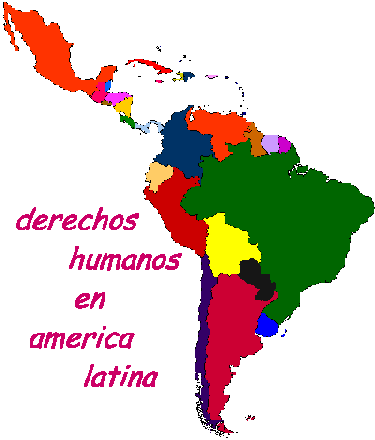 derechos
humanos
en
america
latina